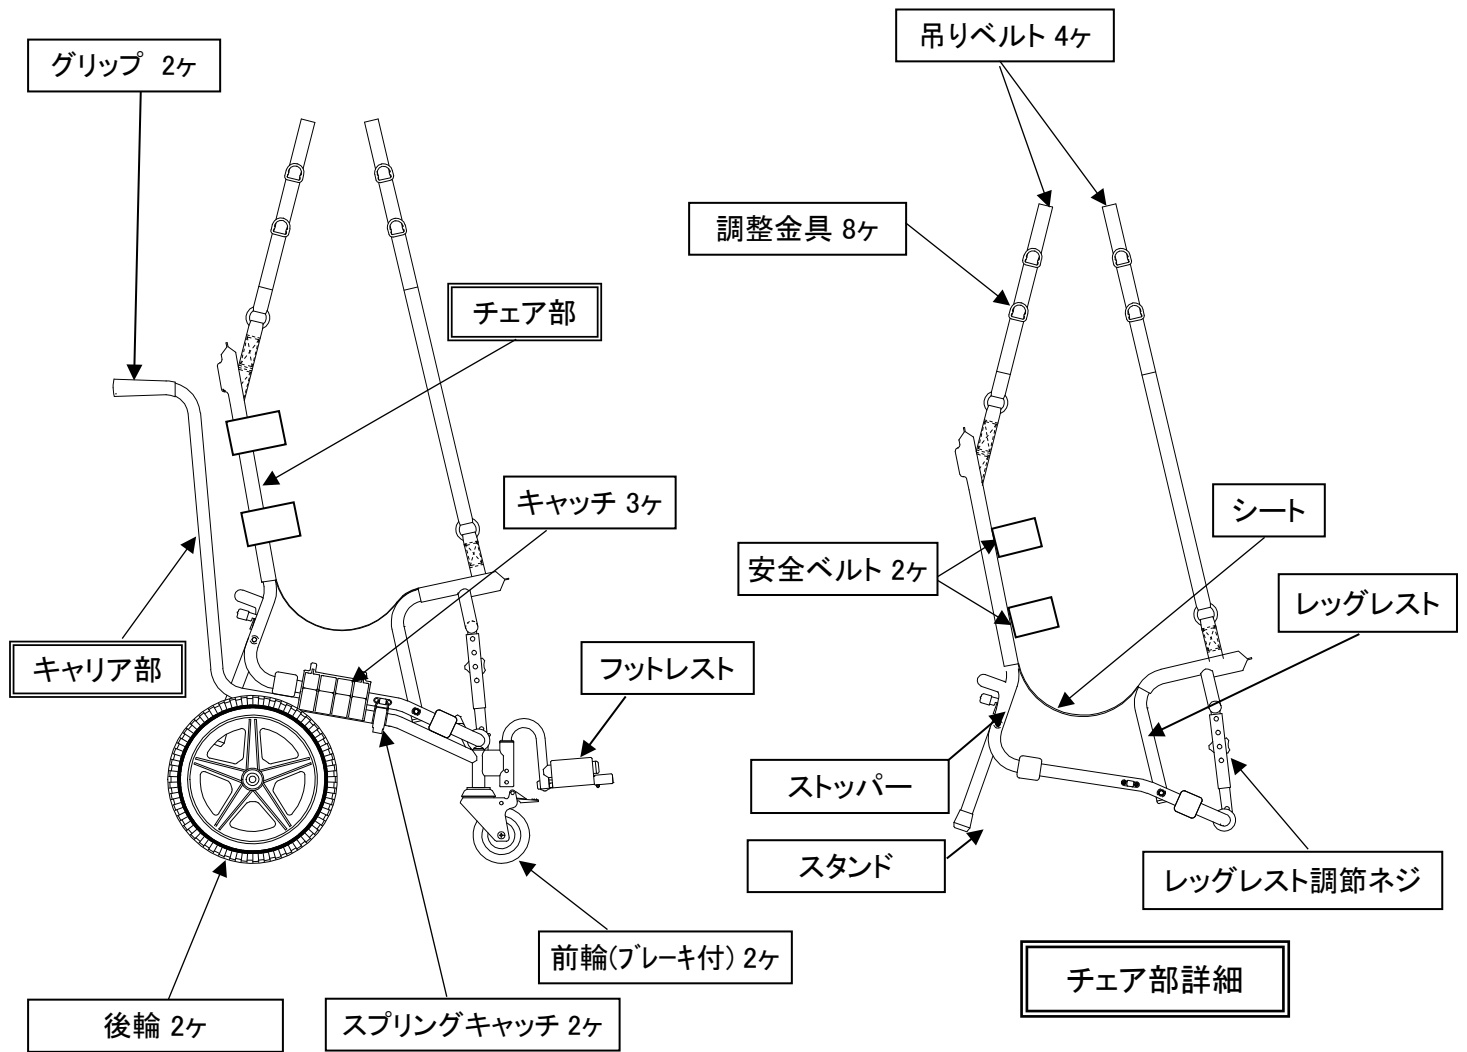 グリップ 2ヶ
吊りベルト 4ヶ
調整金具 8ヶ
チェア部
キャッチ 3ヶ
シート
安全ベルト 2ヶ
レッグレスト
キャリア部
フットレスト
ストッパー
スタンド
レッグレスト調節ネジ
前輪(ﾌﾞﾚｰｷ付) 2ヶ
チェア部詳細
後輪 2ヶ
スプリングキャッチ 2ヶ